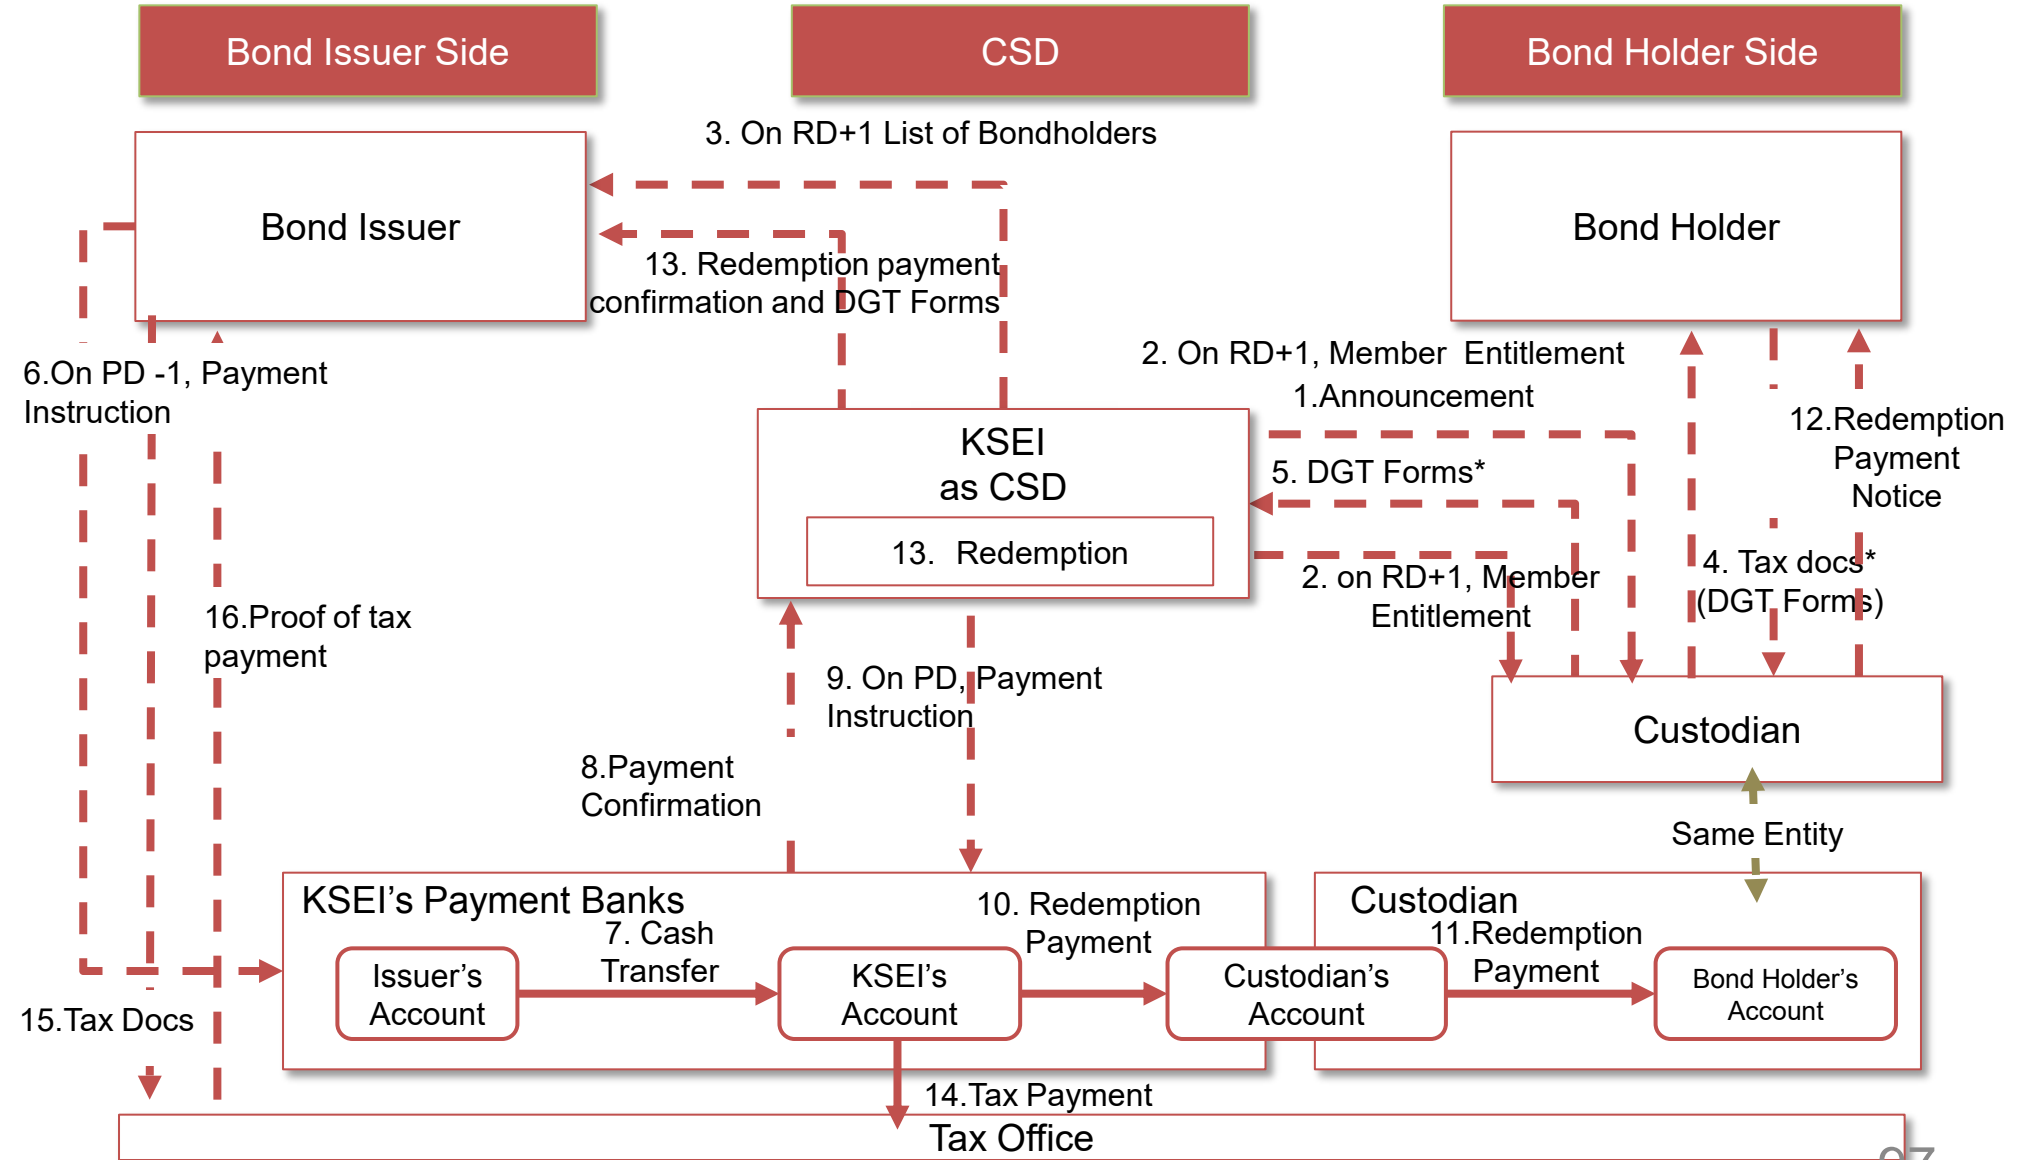 Bond Issuer Side
CSD
Bond Holder Side
3. On RD+1 List of Bondholders
Bond Issuer
Bond Holder
13. Redemption payment
confirmation and DGT Forms
2. On RD+1, Member  Entitlement
1.Announcement
6.On PD -1, Payment
Instruction
12.Redemption
Payment
Notice
KSEI
as CSD
5. DGT Forms*
13.  Redemption
2. on RD+1, Member
Entitlement
4. Tax docs*
(DGT Forms)
16.Proof of tax
payment
9. On PD, Payment
Instruction
Custodian
8.Payment
Confirmation
Same Entity
KSEI’s Payment Banks
Custodian
7. Cash
Transfer
10. Redemption
Payment
11.Redemption
Payment
Issuer’s
Account
KSEI’s
Account
Custodian’s
Account
Bond Holder’s
Account
15.Tax Docs
14.Tax Payment
Tax Office